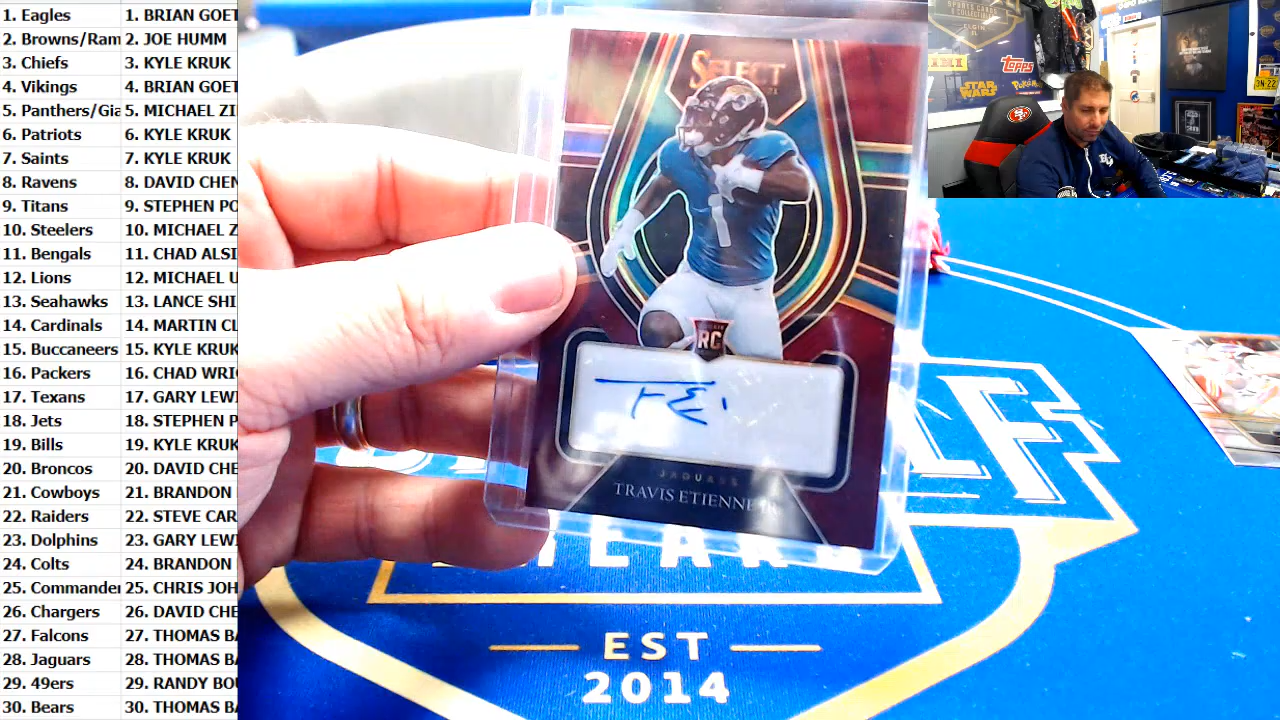 1. Eagles 1. BRIAN GOET
2. Browns/Ram 2. JOE HUMM
3. Chiefs 3. KYLE KRUK
4. Vikings 4. BRIAN GOET
5. Panthers/Gia 5. MICHAEL ZI
6. Patriots 6. KYLE KRUK
7. Saints 7. KYLE KRUK
8. Ravens 8. DAVID CHEN
9. Titans 9. STEPHEN PO
10. Steelers 10. MICHAEL Z
11. Bengals 11. CHAD ALSI
12. Lions 12. MICHAEL U
13. Seahawks 13. LANCE SHI
14. Cardinals 14. MARTIN CL
15. Buccaneers 15. KYLE KRUK
16. Packers 16. CHAD WRI
17. Texans 17. GARY LEWI
18. Jets 18. STEPHEN P
19. Bills 19. KYLE KRUK
20. Broncos 20. DAVID CHE
21. Cowboys 21. BRANDON
22. Raiders 22. STEVE CAR
23. Dolphins 23. GARY LEWI
24. Colts 24. BRANDON
25. Commander 25. CHRIS JOH
26. Chargers 26. DAVID CHE
27. Falcons 27. THOMAS BA
28. Jaguars 28. THOMAS BA
29. 49ers 29. RANDY BOU
30. Bears 30. THOMAS BA
SELECT
1
RC
JAGUARS
TRAVIS ETIENNE JR.
EST
2014
PANINI
Topps
STAR WARS
POKéMON